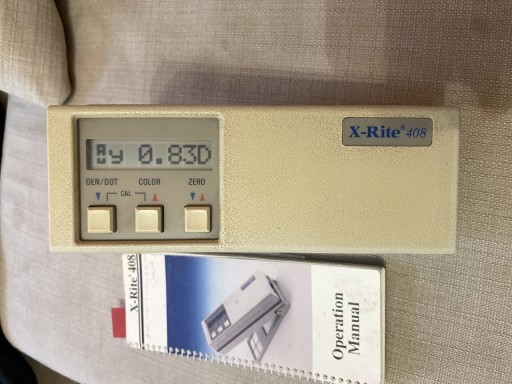 X-Rite® 408
y 0.83D
DEN/DOT COLOR ZERO
CAL
X-Rite® 408
Operation
Manual